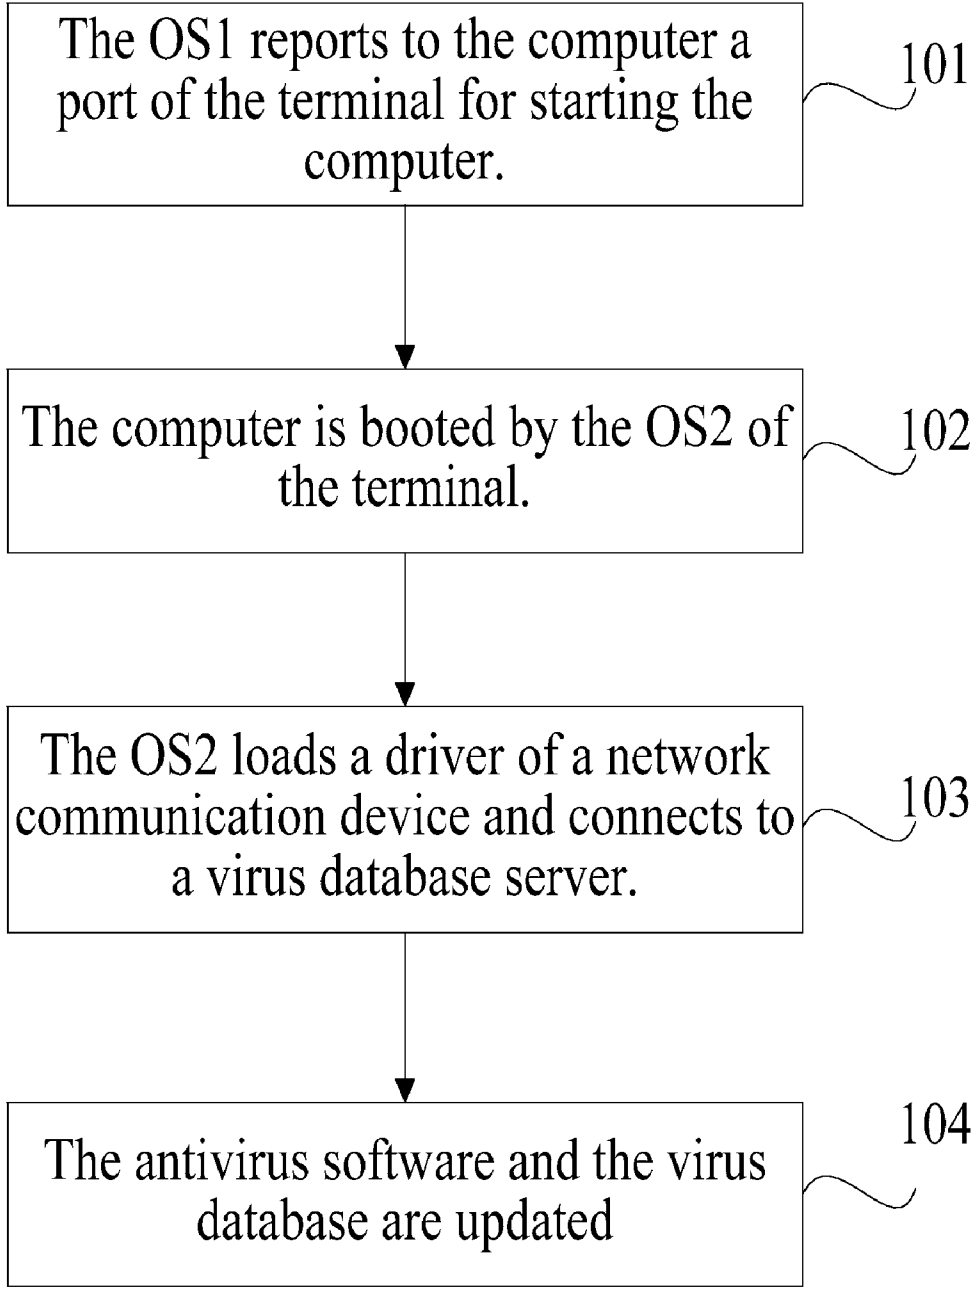 The OS1 reports to the computer a
port of the terminal for starting the
computer.
101
The computer is booted by the OS2 of
the terminal.
102
The OS2 loads a driver of a network
communication device and connects to
a virus database server.
103
The antivirus software and the virus
database are updated
104